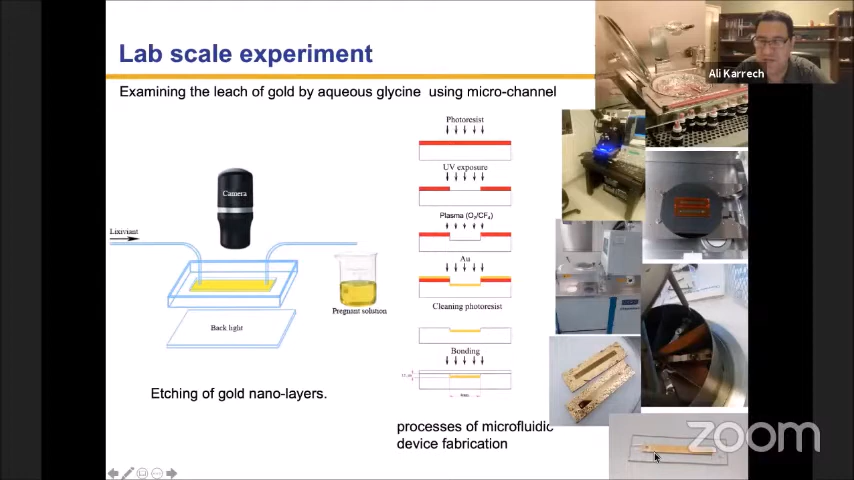 Lab scale experiment
Ali Karrech
Examining the leach of gold by aqueous glycine using micro-channel
Photoresist
UV exposure
Camera
Plasma (O₂/CF₄)
Lixiviant
Au
Cleaning photoresist
Pregnant solution
Back light
Bonding
Etching of gold nano-layers.
processes of microfluidic
device fabrication
zoom